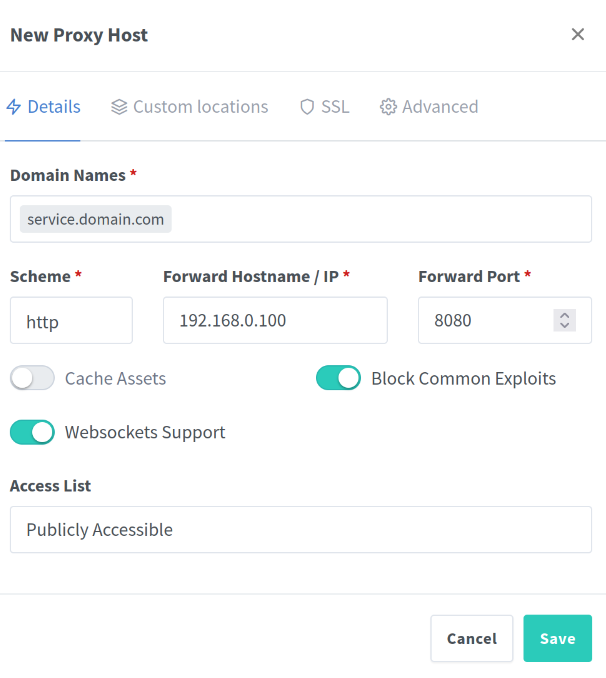 New Proxy Host
Details Custom locations SSL Advanced
Domain Names *
service.domain.com
Scheme * Forward Hostname / IP * Forward Port *
http 192.168.0.100 8080
Cache Assets Block Common Exploits
Websockets Support
Access List
Publicly Accessible
Cancel Save